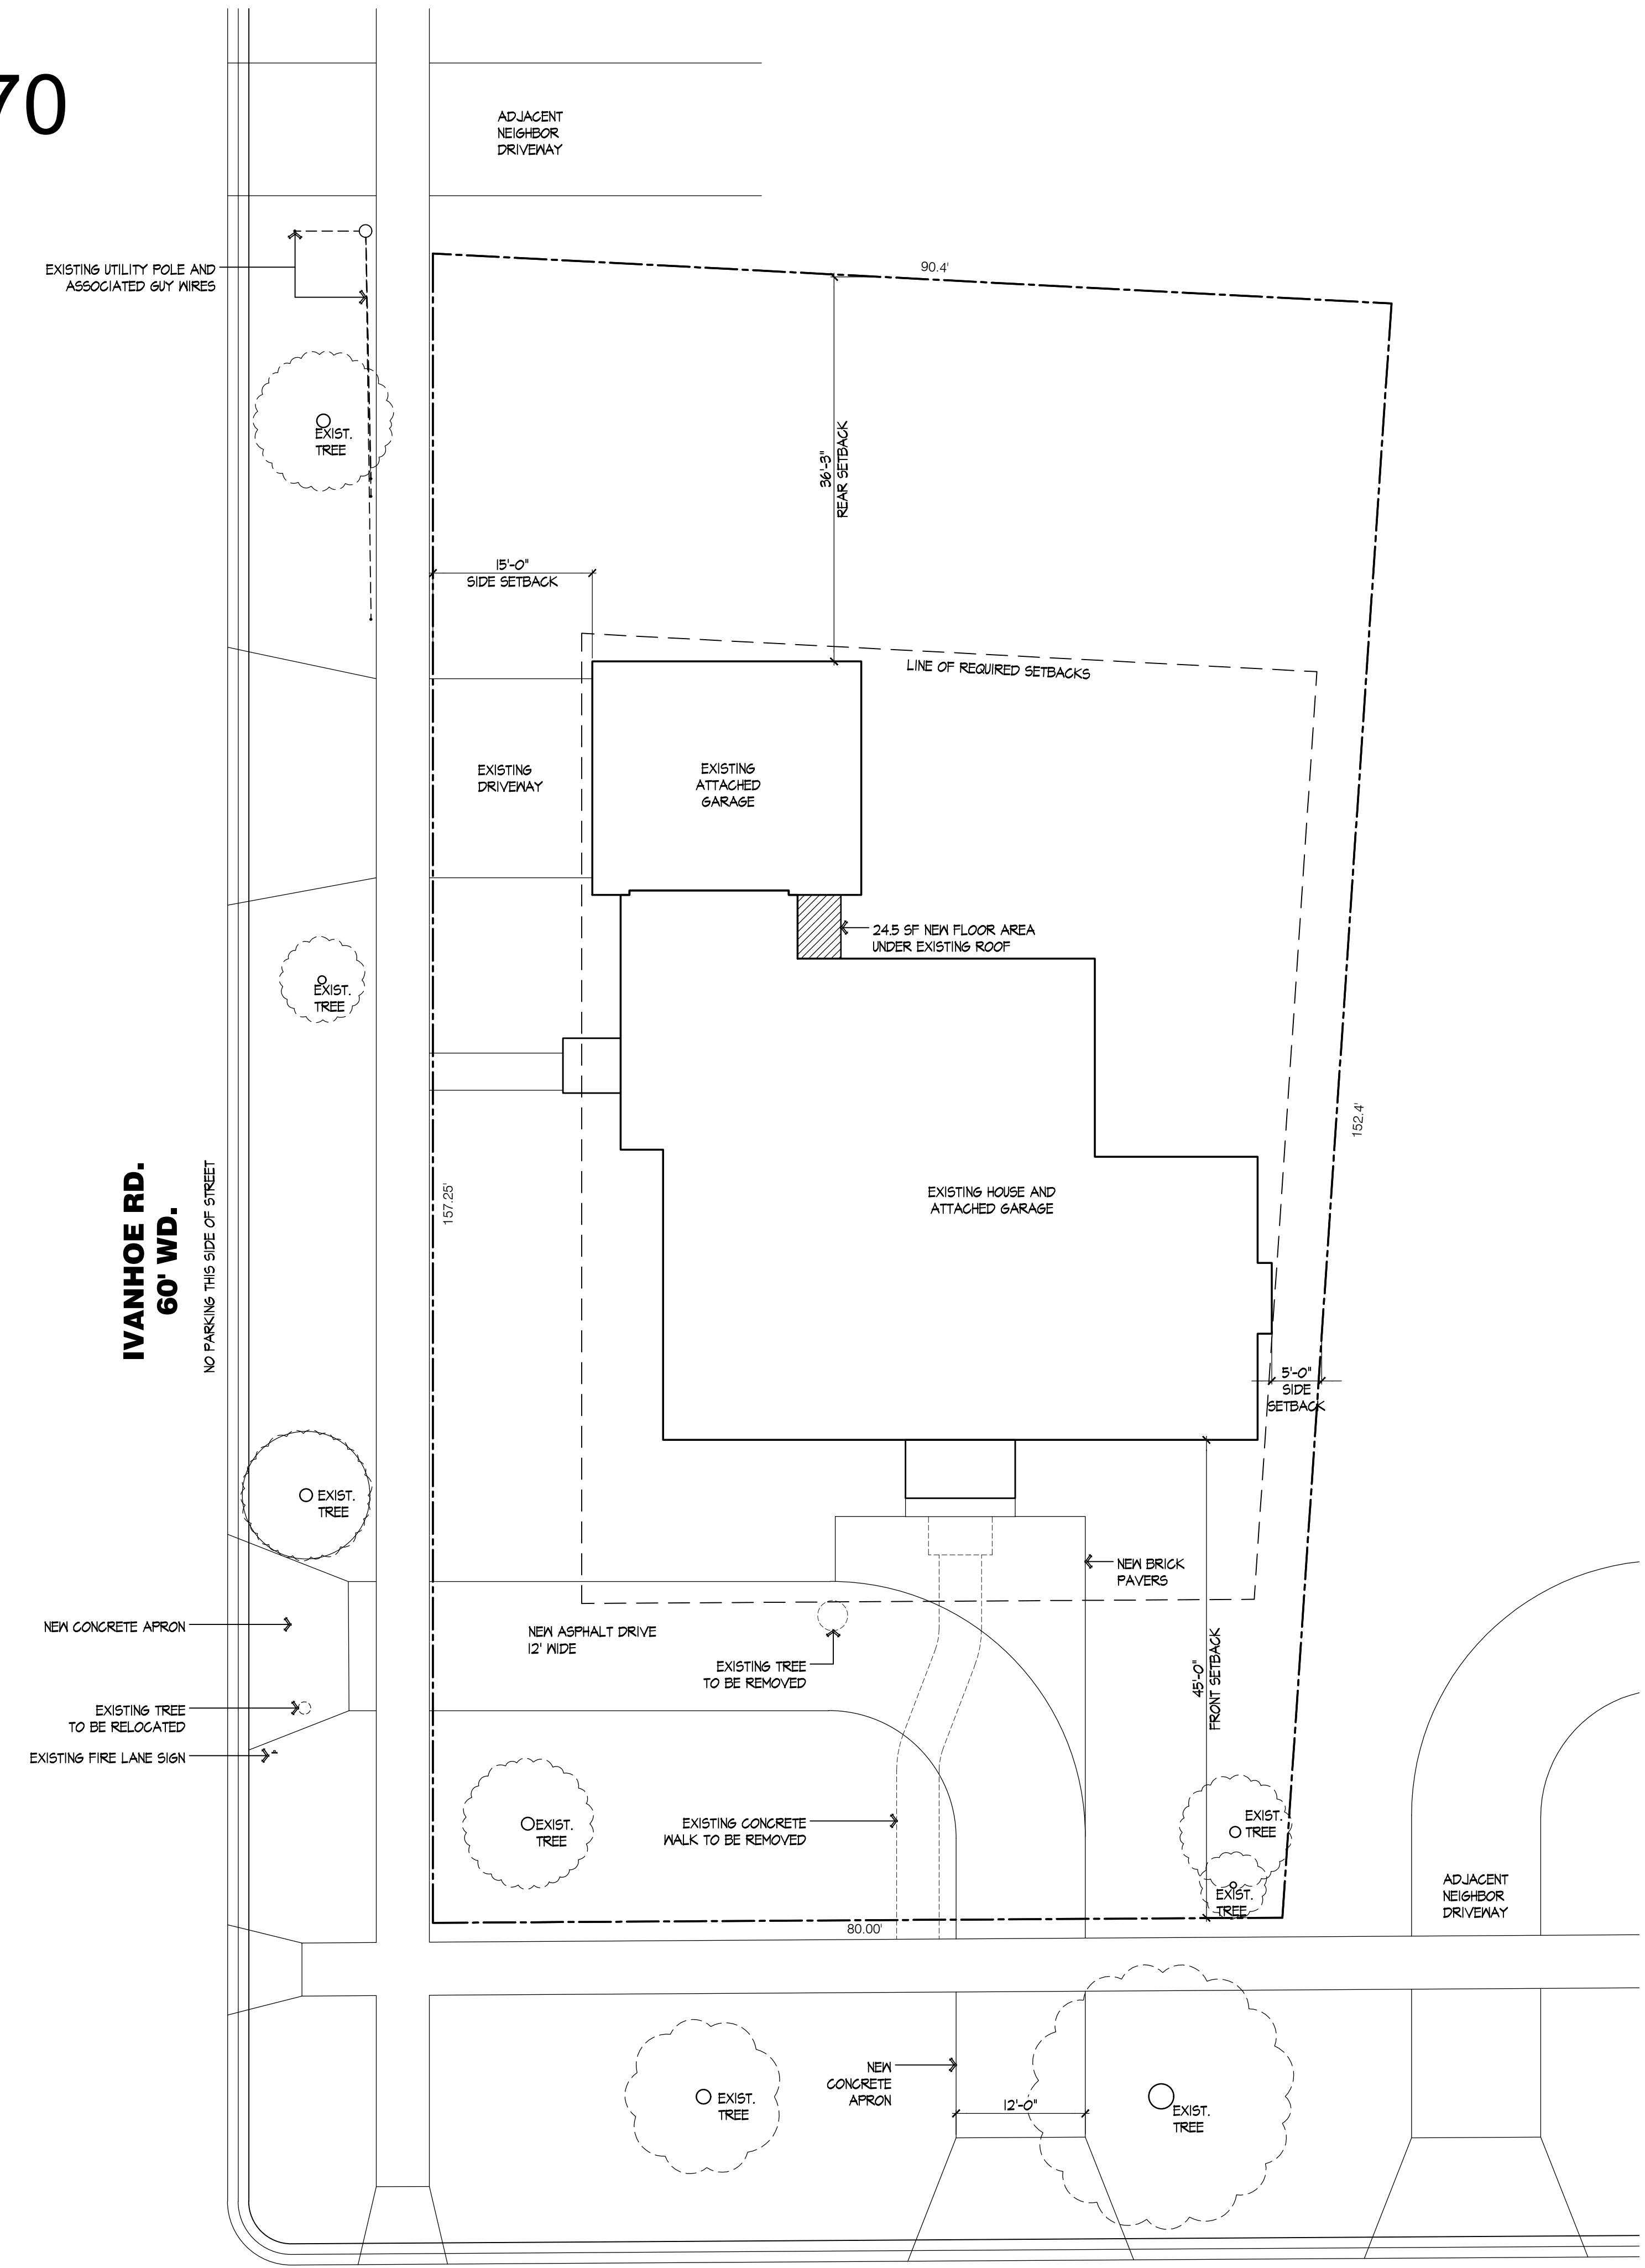 70
ADJACENT
NEIGHBOR
DRIVEWAY
90.4'
EXISTING UTILITY POLE AND
ASSOCIATED GUY WIRES
EXIST.
TREE
36'-3"
REAR SETBACK
15'-0"
SIDE SETBACK
LINE OF REQUIRED SETBACKS
EXISTING
DRIVEWAY
EXISTING
ATTACHED
GARAGE
24.5 SF NEW FLOOR AREA
UNDER EXISTING ROOF
EXIST.
TREE
152.4'
IVANHOE RD.
60' WD.
NO PARKING THIS SIDE OF STREET
157.25'
EXISTING HOUSE AND
ATTACHED GARAGE
5'-0"
SIDE
SETBACK
EXIST.
TREE
NEW BRICK
PAVERS
NEW CONCRETE APRON
NEW ASPHALT DRIVE
12' WIDE
EXISTING TREE
TO BE REMOVED
45'-0"
FRONT SETBACK
EXISTING TREE
TO BE RELOCATED
EXISTING FIRE LANE SIGN
EXIST.
TREE
EXISTING CONCRETE
WALK TO BE REMOVED
EXIST.
TREE
EXIST.
TREE
ADJACENT
NEIGHBOR
DRIVEWAY
80.00'
NEW
CONCRETE
APRON
12'-0"
EXIST.
TREE
EXIST.
TREE